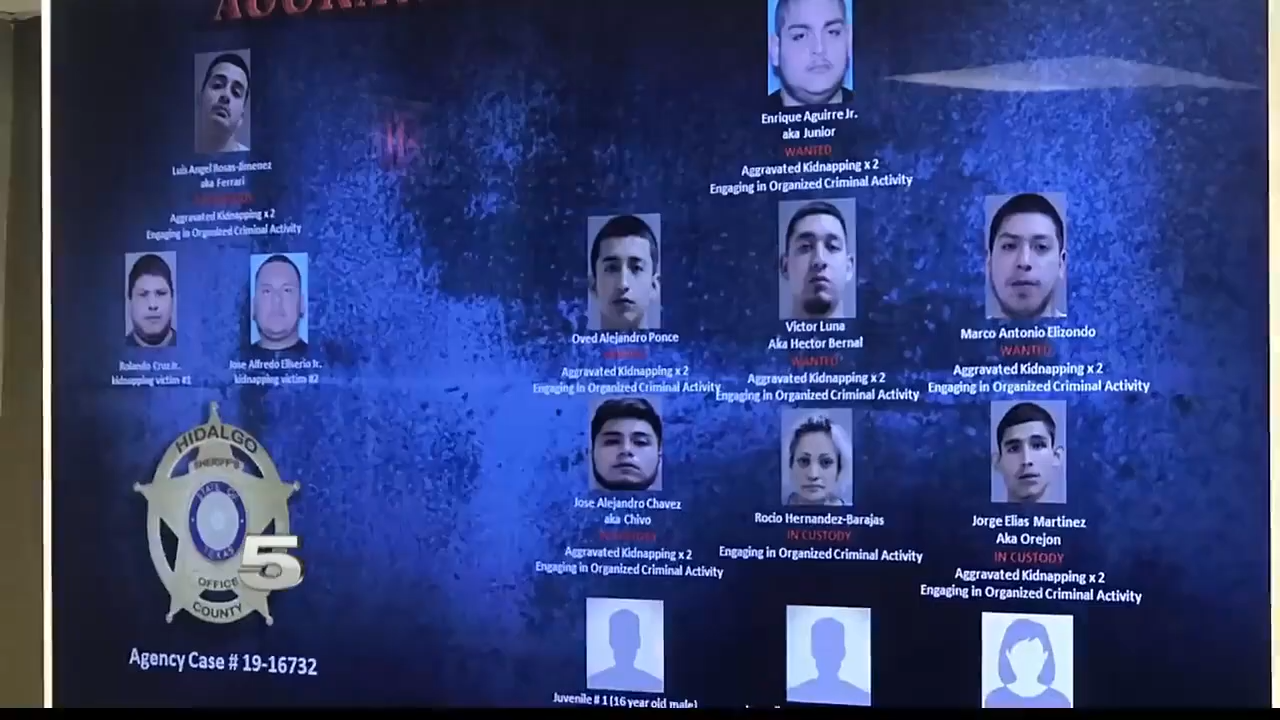 Enrique Aguirre Jr.
aka Junior
WANTED
Aggravated Kidnapping x 2
Engaging in Organized Criminal Activity
Luis Angel Rosas-Jimenez
aka Ferrari
Aggravated Kidnapping x 2
Engaging in Organized Criminal Activity
Rolando Cruz Jr.
kidnapping victim #1
Jose Alfredo Eliserio Jr.
kidnapping victim #2
Oved Alejandro Ponce
WANTED
Aggravated Kidnapping x 2
Engaging in Organized Criminal Activity
Victor Luna
Aka Hector Bernal
WANTED
Aggravated Kidnapping x 2
Engaging in Organized Criminal Activity
Marco Antonio Elizondo
WANTED
Aggravated Kidnapping x 2
Engaging in Organized Criminal Activity
Jose Alejandro Chavez
aka Chivo
Aggravated Kidnapping x 2
Engaging in Organized Criminal Activity
Rocio Hernandez-Barajas
IN CUSTODY
Engaging in Organized Criminal Activity
Jorge Elias Martinez
Aka Orejon
IN CUSTODY
Aggravated Kidnapping x 2
Engaging in Organized Criminal Activity
HIDALGO
SHERIFF'S
STATE OF
TEXAS
OFFICE
COUNTY
5
Agency Case # 19-16732
Juvenile # 1 (16 year old male)